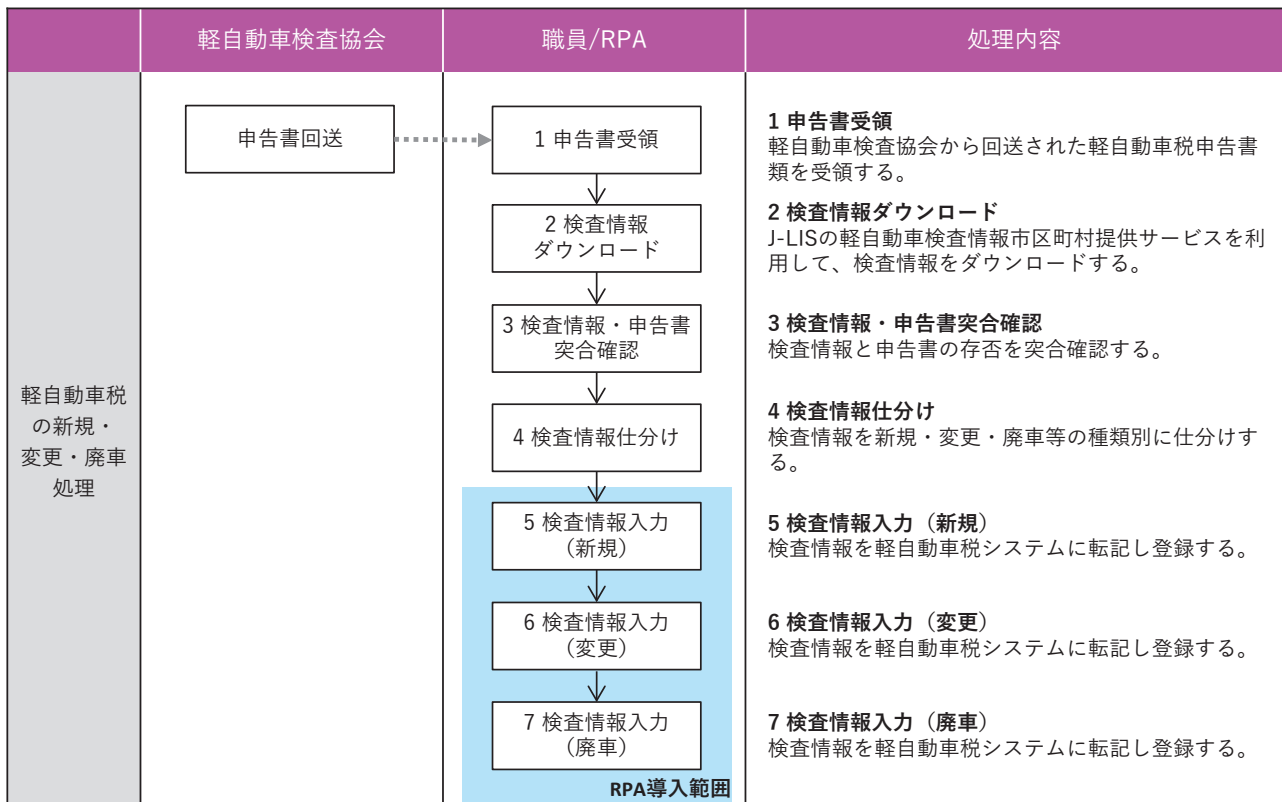 軽自動車検査協会
職員/RPA
処理内容
軽自動車税
の新規・
変更・廃車
処理
申告書回送
1 申告書受領
2 検査情報
ダウンロード
3 検査情報・申告書
突合確認
4 検査情報仕分け
5 検査情報入力
（新規）
6 検査情報入力
（変更）
7 検査情報入力
（廃車）
RPA導入範囲
1 申告書受領
軽自動車検査協会から回送された軽自動車税申告書
類を受領する。
2 検査情報ダウンロード
J-LISの軽自動車検査情報市区町村提供サービスを利
用して、検査情報をダウンロードする。
3 検査情報・申告書突合確認
検査情報と申告書の存否を突合確認する。
4 検査情報仕分け
検査情報を新規・変更・廃車等の種類別に仕分けす
る。
5 検査情報入力（新規）
検査情報を軽自動車税システムに転記し登録する。
6 検査情報入力（変更）
検査情報を軽自動車税システムに転記し登録する。
7 検査情報入力（廃車）
検査情報を軽自動車税システムに転記し登録する。